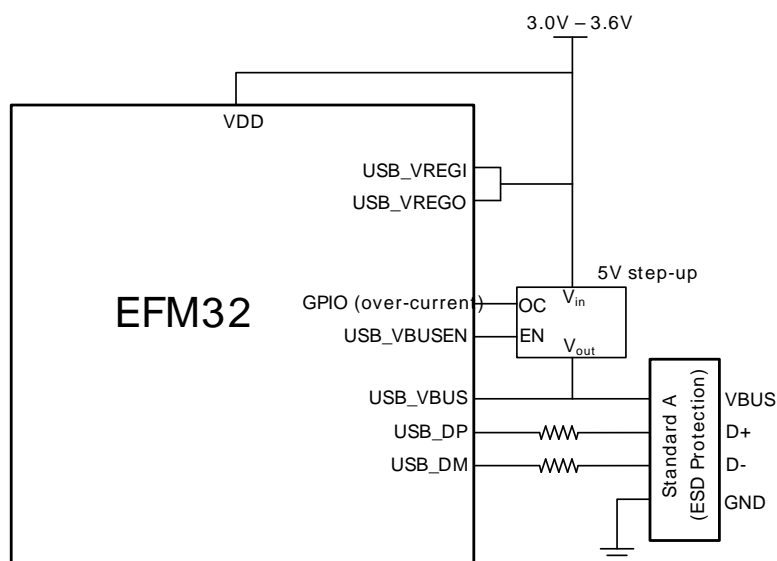 3.0V – 3.6V
VDD
USB_VREGI
USB_VREGO
5V step-up
EFM32
GPIO (over-current)
OC
Vin
USB_VBUSEN
EN
Vout
USB_VBUS
VBUS
USB_DP
D+
USB_DM
D-
GND
Standard A
(ESD Protection)